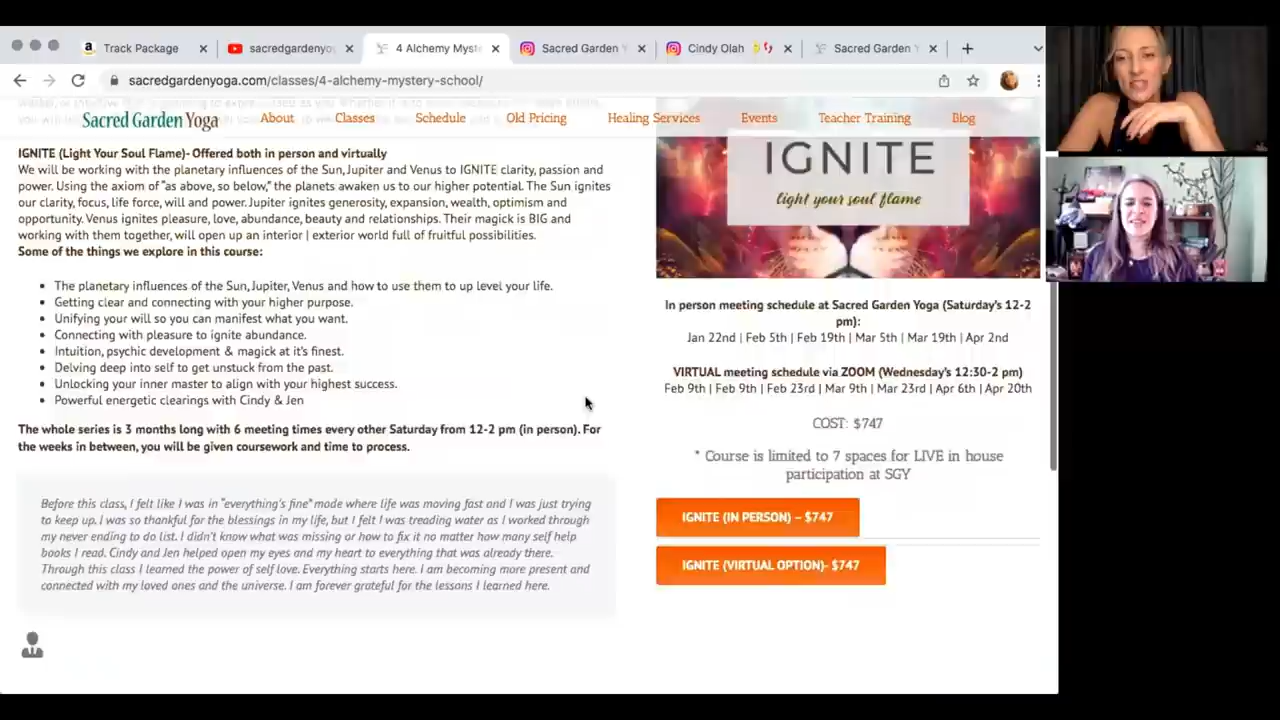 Track Package
sacredgardenyo
4 Alchemy Myst
Sacred Garden Y
Cindy Olah
Sacred Garden Y
sacredgardenyoga.com/classes/4-alchemy-mystery-school/
Sacred Garden Yoga
About
Classes
Schedule
Old Pricing
Healing Services
Events
Teacher Training
Blog
IGNITE (Light Your Soul Flame)- Offered both in person and virtually
We will be working with the planetary influences of the Sun, Jupiter and Venus to IGNITE clarity, passion and
power. Using the axiom of "as above, so below," the planets awaken us to our higher potential. The Sun ignites
our clarity, focus, life force, will and power. Jupiter ignites generosity, expansion, wealth, optimism and
opportunity. Venus ignites pleasure, love, abundance, beauty and relationships. Their magick is BIG and
working with them together, will open up an interior | exterior world full of fruitful possibilities.
Some of the things we explore in this course:
The planetary influences of the Sun, Jupiter, Venus and how to use them to up level your life.
Getting clear and connecting with your higher purpose.
Unifying your will so you can manifest what you want.
Connecting with pleasure to ignite abundance.
Intuition, psychic development & magick at it's finest.
Delving deep into self to get unstuck from the past.
Unlocking your inner master to align with your highest success.
Powerful energetic clearings with Cindy & Jen
The whole series is 3 months long with 6 meeting times every other Saturday from 12-2 pm (in person). For
the weeks in between, you will be given coursework and time to process.
Before this class, I felt like I was in "everything's fine" mode where life was moving fast and I was just trying
to keep up. I was so thankful for the blessings in my life, but I felt I was treading water as I worked through
my never ending to do list. I didn't know what was missing or how to fix it no matter how many self help
books I read. Cindy and Jen helped open my eyes and my heart to everything that was already there.
Through this class I learned the power of self love. Everything starts here. I am becoming more present and
connected with my loved ones and the universe. I am forever grateful for the lessons I learned here.
IGNITE
light your soul flame
In person meeting schedule at Sacred Garden Yoga (Saturday's 12-2
pm):
Jan 22nd | Feb 5th | Feb 19th | Mar 5th | Mar 19th | Apr 2nd
VIRTUAL meeting schedule via ZOOM (Wednesday's 12:30-2 pm)
Feb 9th | Feb 9th | Feb 23rd | Mar 9th | Mar 23rd | Apr 6th | Apr 20th
COST: $747
* Course is limited to 7 spaces for LIVE in house
participation at SGY
IGNITE (IN PERSON) – $747
IGNITE (VIRTUAL OPTION)- $747